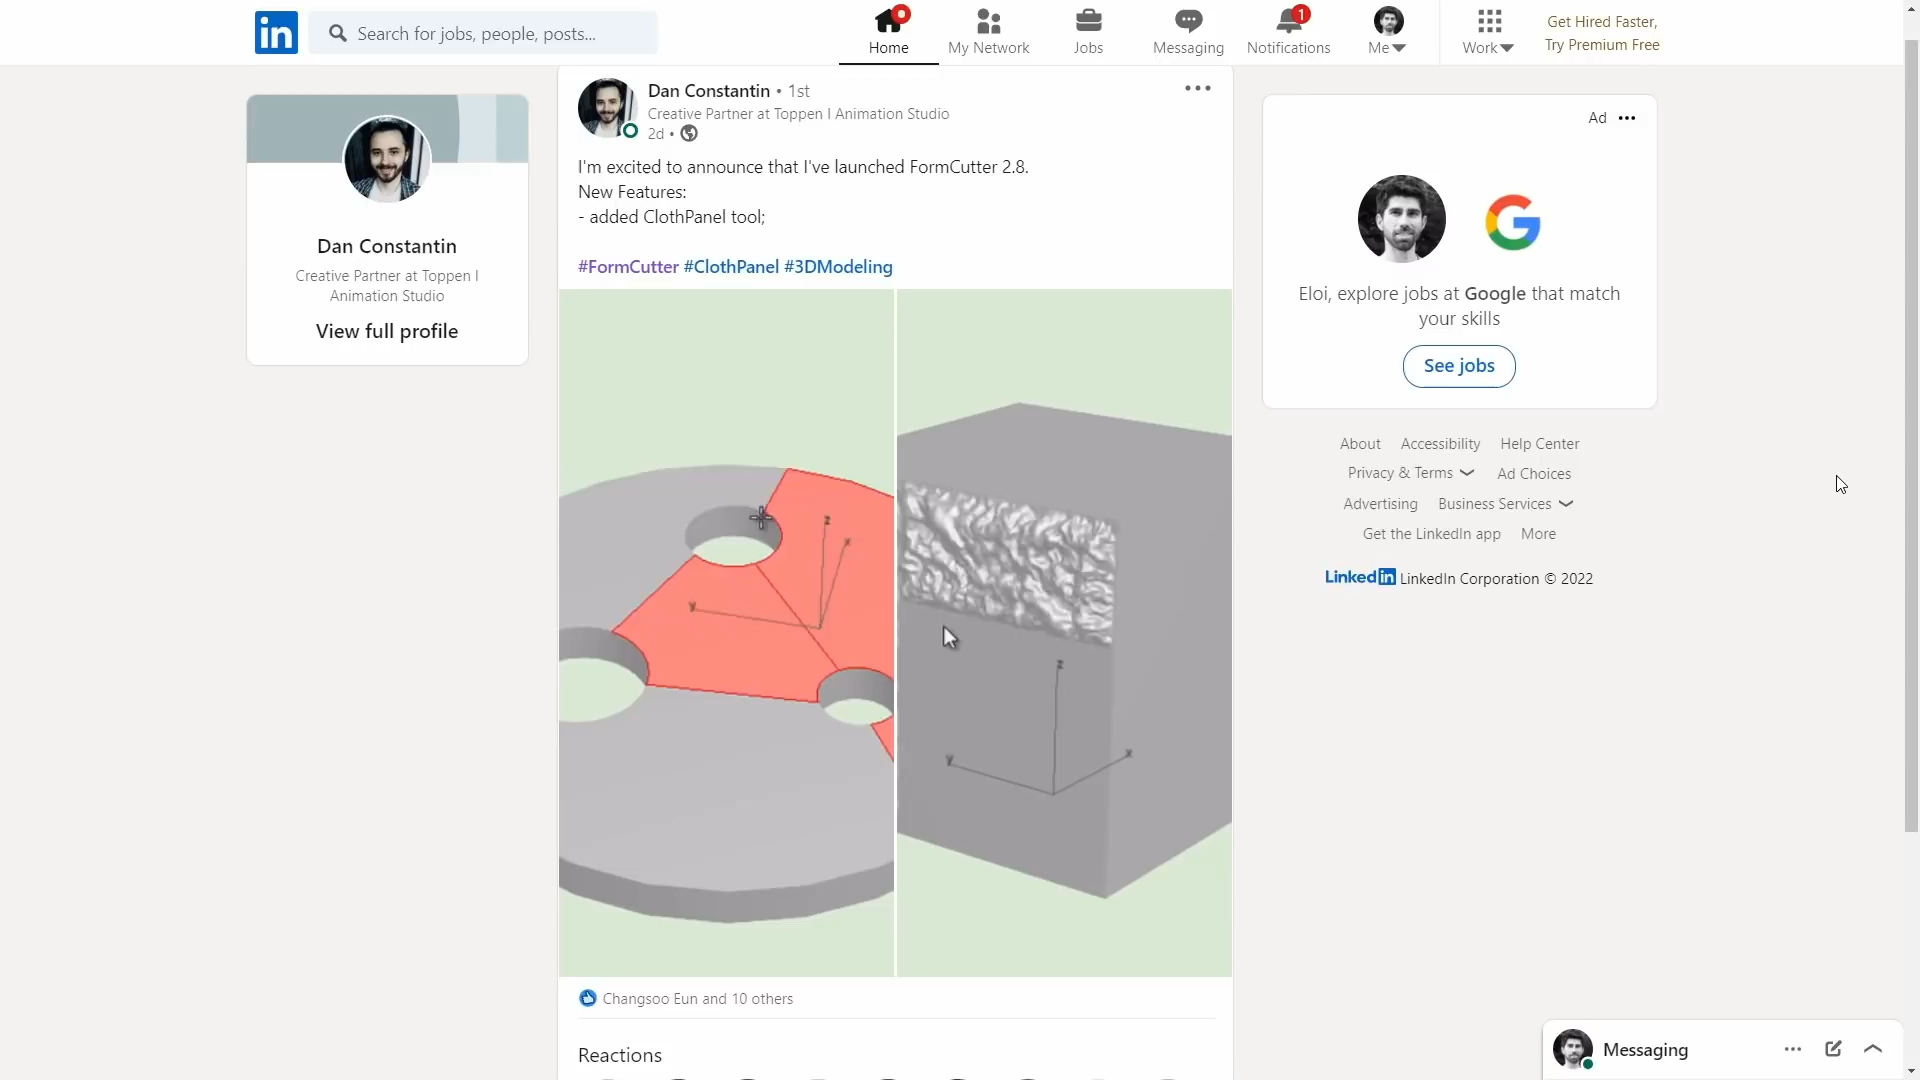 in
Search for jobs, people, posts...
Home
My Network
Jobs
Messaging
1
Notifications
Me
Work
Get Hired Faster,
Try Premium Free
Dan Constantin
Creative Partner at Toppen I
Animation Studio
View full profile
Dan Constantin • 1st
Creative Partner at Toppen I Animation Studio
2d •
I'm excited to announce that I've launched FormCutter 2.8.
New Features:
- added ClothPanel tool;
#FormCutter #ClothPanel #3DModeling
z
x
y
z
x
y
Changsoo Eun and 10 others
Reactions
Ad
Eloi, explore jobs at Google that match
your skills
See jobs
About Accessibility Help Center
Privacy & Terms Ad Choices
Advertising Business Services
Get the LinkedIn app More
LinkedIn LinkedIn Corporation © 2022
Messaging